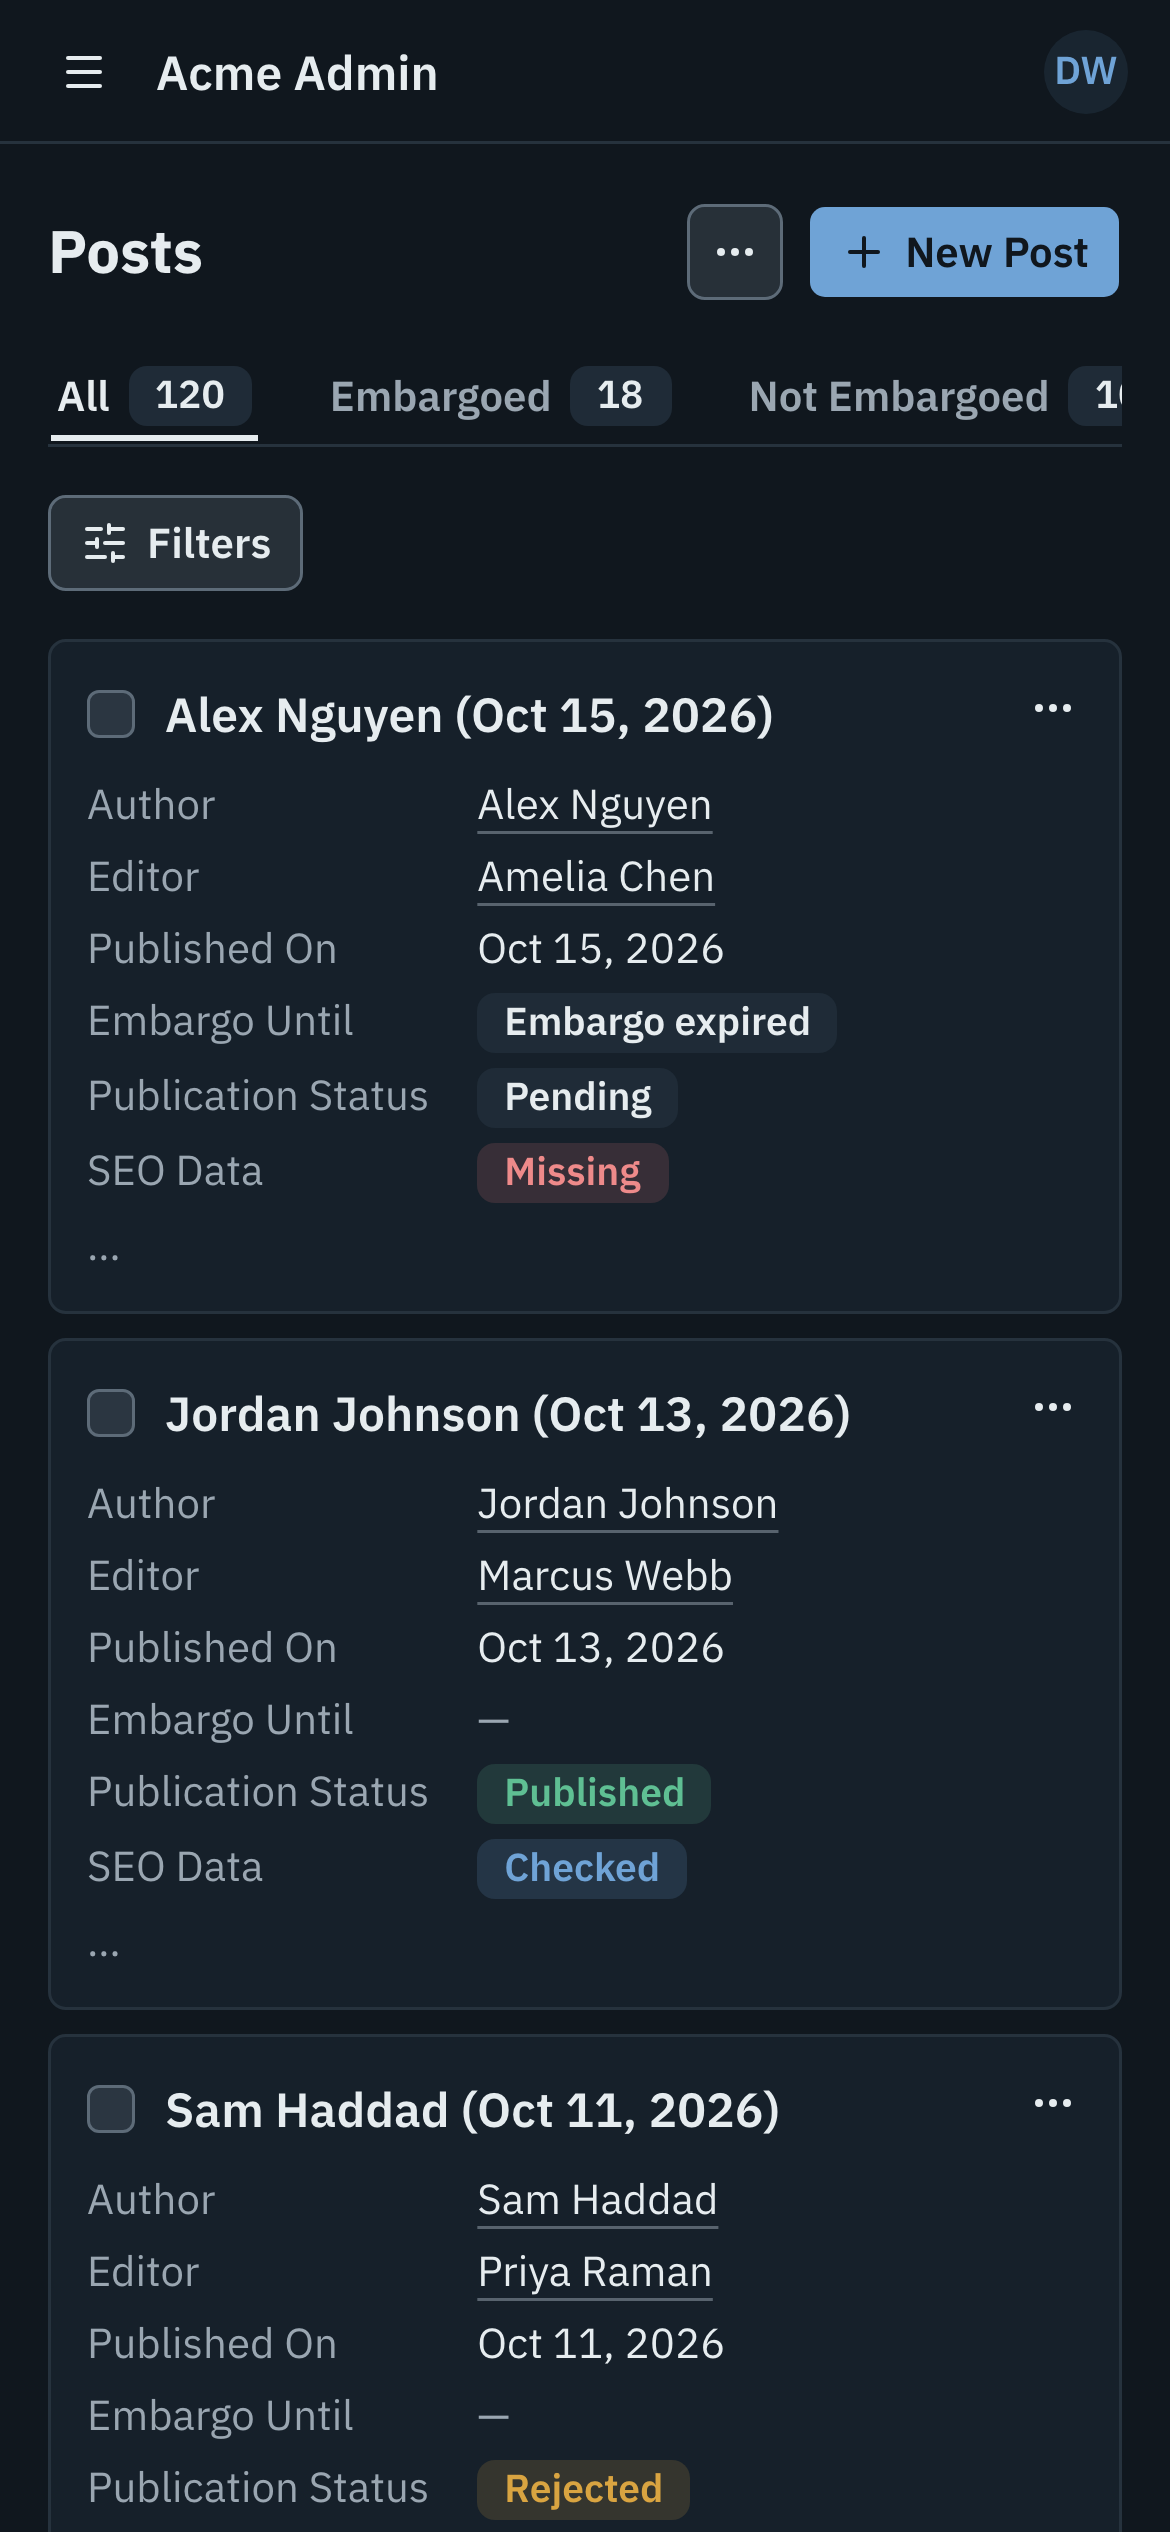 Acme Admin
DW
Posts
New Post
All 120 Embargoed 18 Not Embargoed
Filters
Alex Nguyen (Oct 15, 2026)
Author Alex Nguyen
Editor Amelia Chen
Published On Oct 15, 2026
Embargo Until Embargo expired
Publication Status Pending
SEO Data Missing
...
Jordan Johnson (Oct 13, 2026)
Author Jordan Johnson
Editor Marcus Webb
Published On Oct 13, 2026
Embargo Until —
Publication Status Published
SEO Data Checked
...
Sam Haddad (Oct 11, 2026)
Author Sam Haddad
Editor Priya Raman
Published On Oct 11, 2026
Embargo Until —
Publication Status Rejected